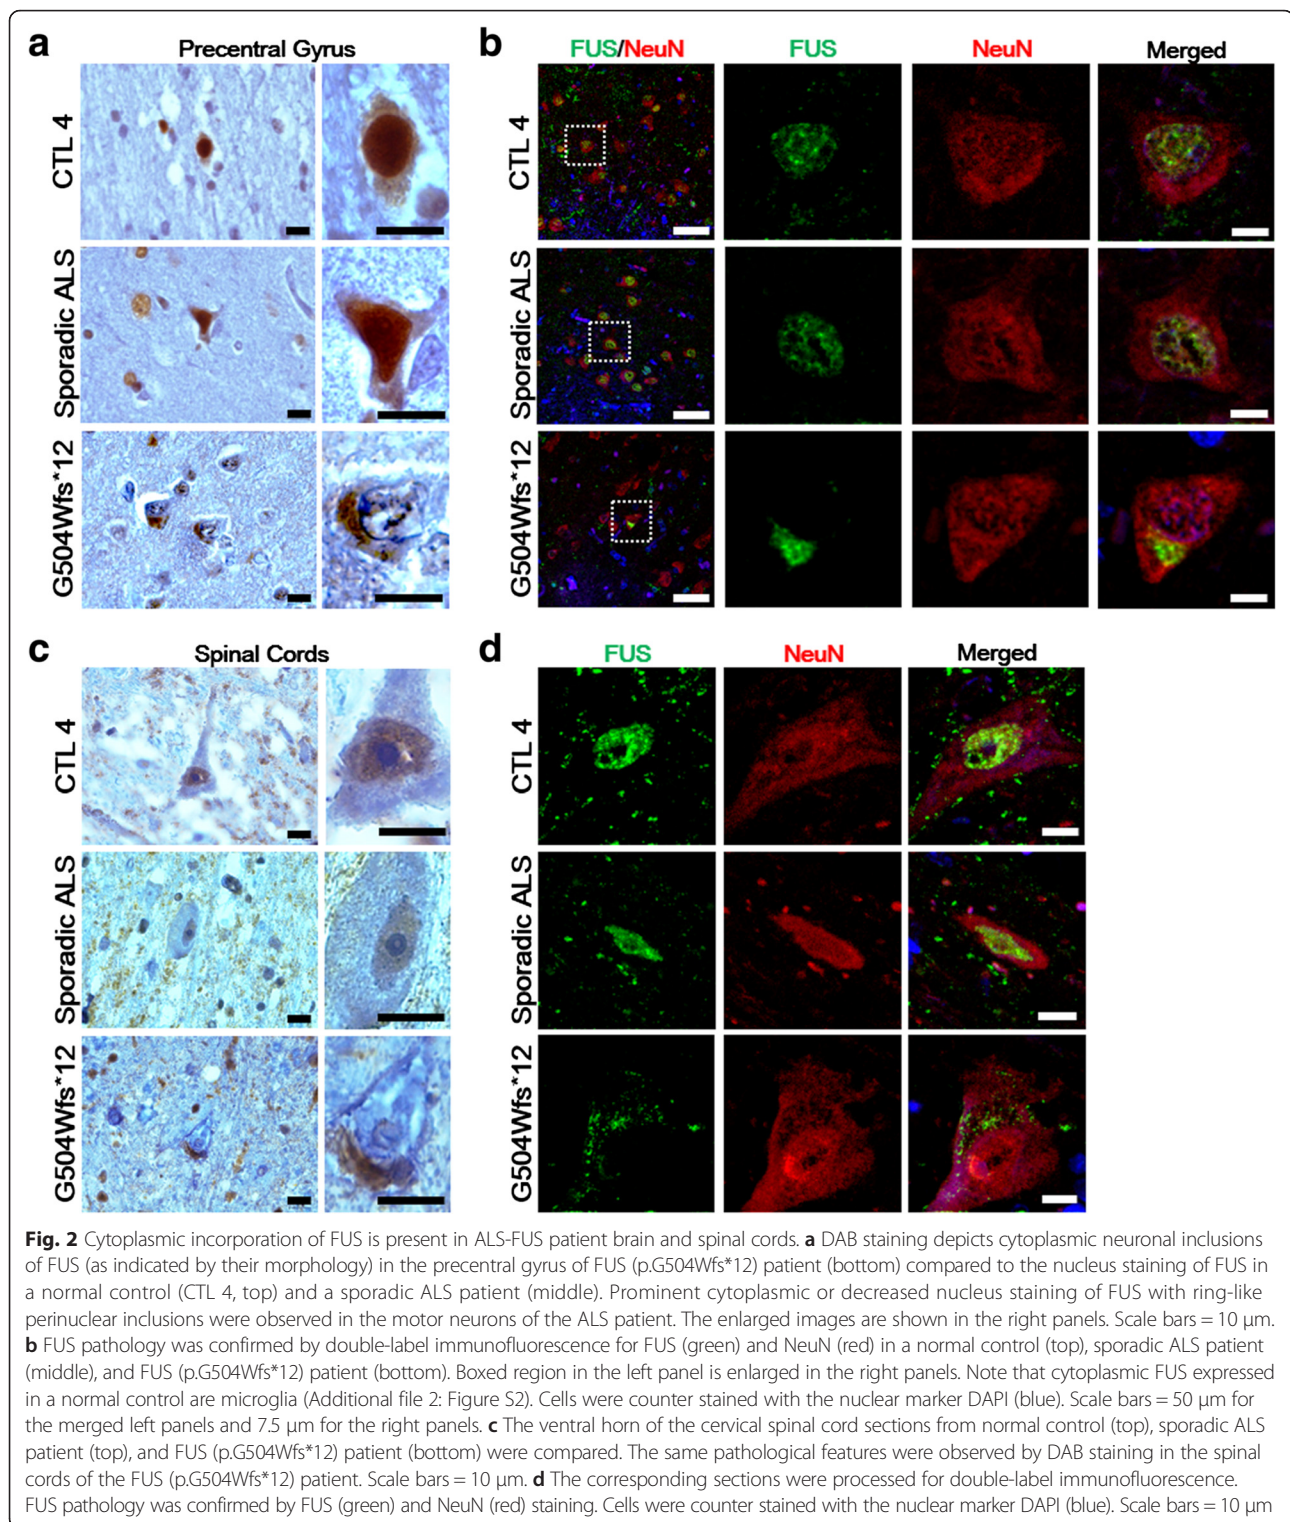 a
Precentral Gyrus
CTL 4
Sporadic ALS
G504Wfs*12
b
FUS/NeuN FUS NeuN Merged
CTL 4
Sporadic ALS
G504Wfs*12
c
Spinal Cords
CTL 4
Sporadic ALS
G504Wfs*12
d
FUS NeuN Merged
CTL 4
Sporadic ALS
G504Wfs*12
Fig. 2 Cytoplasmic incorporation of FUS is present in ALS-FUS patient brain and spinal cords. a DAB staining depicts cytoplasmic neuronal inclusions
of FUS (as indicated by their morphology) in the precentral gyrus of FUS (p.G504Wfs*12) patient (bottom) compared to the nucleus staining of FUS in
a normal control (CTL 4, top) and a sporadic ALS patient (middle). Prominent cytoplasmic or decreased nucleus staining of FUS with ring-like
perinuclear inclusions were observed in the motor neurons of the ALS patient. The enlarged images are shown in the right panels. Scale bars = 10 μm.
b FUS pathology was confirmed by double-label immunofluorescence for FUS (green) and NeuN (red) in a normal control (top), sporadic ALS patient
(middle), and FUS (p.G504Wfs*12) patient (bottom). Boxed region in the left panel is enlarged in the right panels. Note that cytoplasmic FUS expressed
in a normal control are microglia (Additional file 2: Figure S2). Cells were counter stained with the nuclear marker DAPI (blue). Scale bars = 50 μm for
the merged left panels and 7.5 μm for the right panels. c The ventral horn of the cervical spinal cord sections from normal control (top), sporadic ALS
patient (top), and FUS (p.G504Wfs*12) patient (bottom) were compared. The same pathological features were observed by DAB staining in the spinal
cords of the FUS (p.G504Wfs*12) patient. Scale bars = 10 μm. d The corresponding sections were processed for double-label immunofluorescence.
FUS pathology was confirmed by FUS (green) and NeuN (red) staining. Cells were counter stained with the nuclear marker DAPI (blue). Scale bars = 10 μm